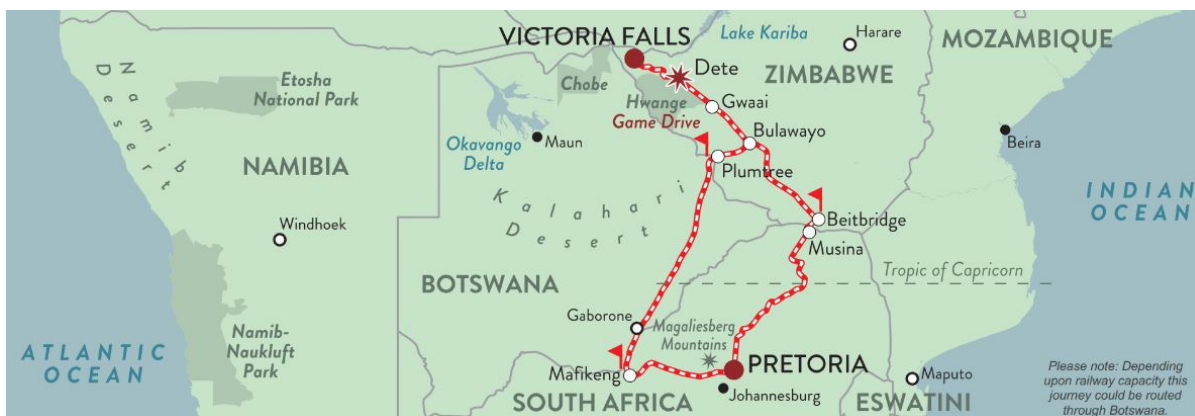 VICTORIA FALLS
Lake Kariba
Harare
MOZAMBIQUE
Namib
Desert
Etosha
National Park
Chobe
Dete
ZIMBABWE
Hwange
Game Drive
Gwaai
Okavango
Delta
Maun
Bulawayo
Beira
NAMIBIA
Plumtree
Kalahari
Desert
INDIAN
OCEAN
Windhoek
Beitbridge
Musina
BOTSWANA
Tropic of Capricorn
Gaborone
Magaliesberg
Mountains
Namib-
Naukluft
Park
ATLANTIC
OCEAN
Mafikeng
PRETORIA
Johannesburg
SOUTH AFRICA
Maputo
ESWATINI
Please note: Depending
upon railway capacity this
journey could be routed
through Botswana.